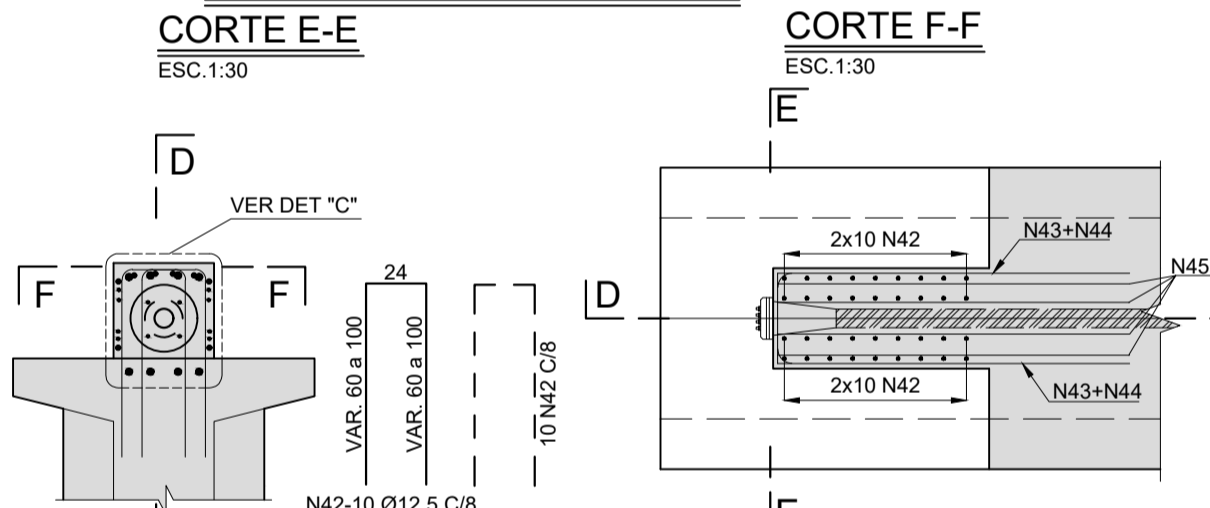 CORTE E-E
ESC.1:30
CORTE F-F
ESC.1:30
E
D
VER DET "C"
F
F
24
VAR. 60 a 100
VAR. 60 a 100
10 N42 C/8
N42-10 Ø12.5 C/8
2x10 N42
N43+N44
N45
D
2x10 N42
N43+N44